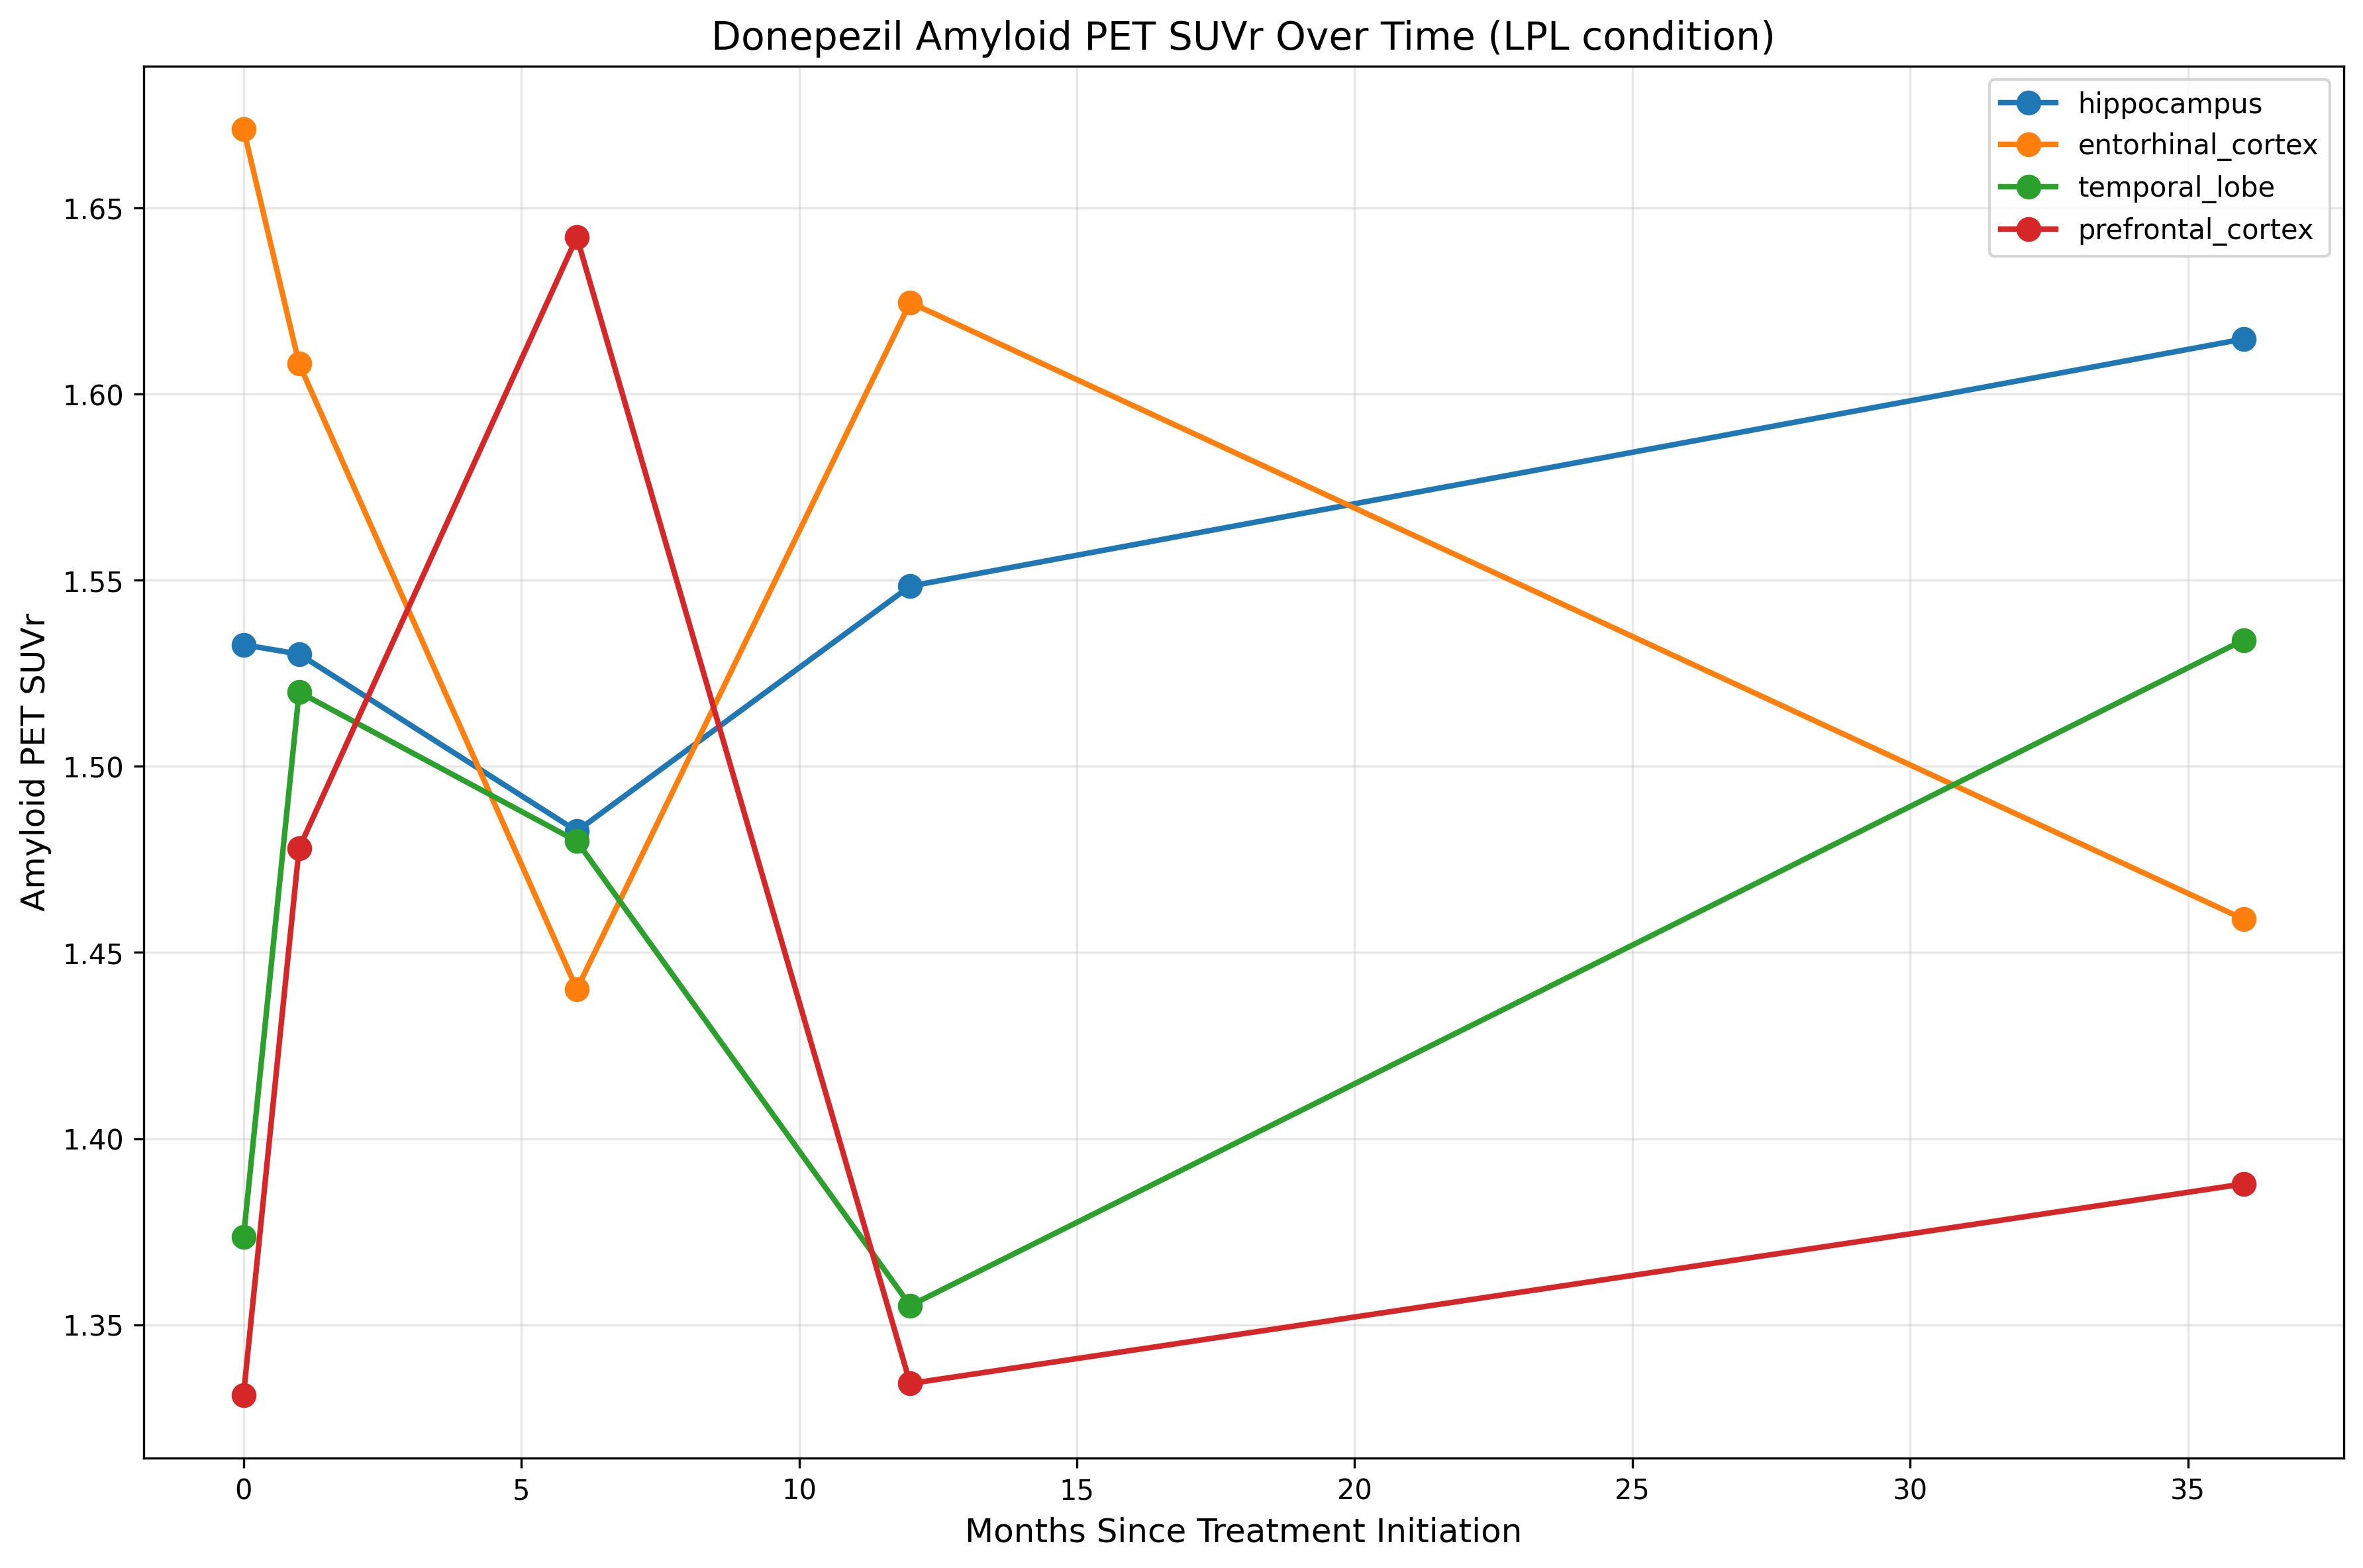 Donepezil Amyloid PET SUVr Over Time (LPL condition)
hippocampus
entorhinal_cortex
temporal_lobe
prefrontal_cortex
Amyloid PET SUVr
1.65
1.60
1.55
1.50
1.45
1.40
1.35
0 5 10 15 20 25 30 35
Months Since Treatment Initiation